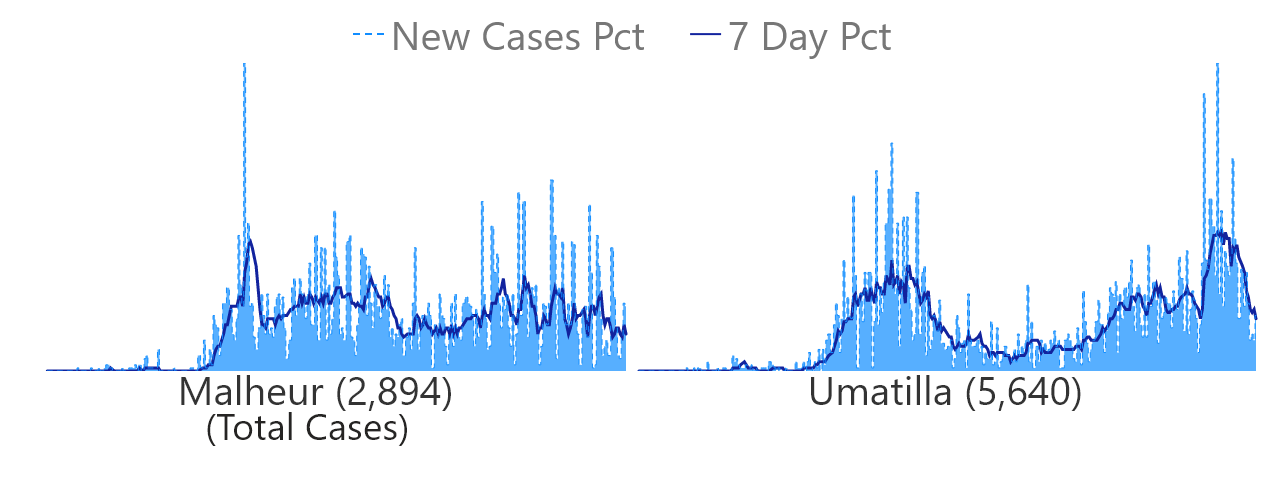 New Cases Pct 7 Day Pct
Malheur (2,894) Umatilla (5,640)
(Total Cases)